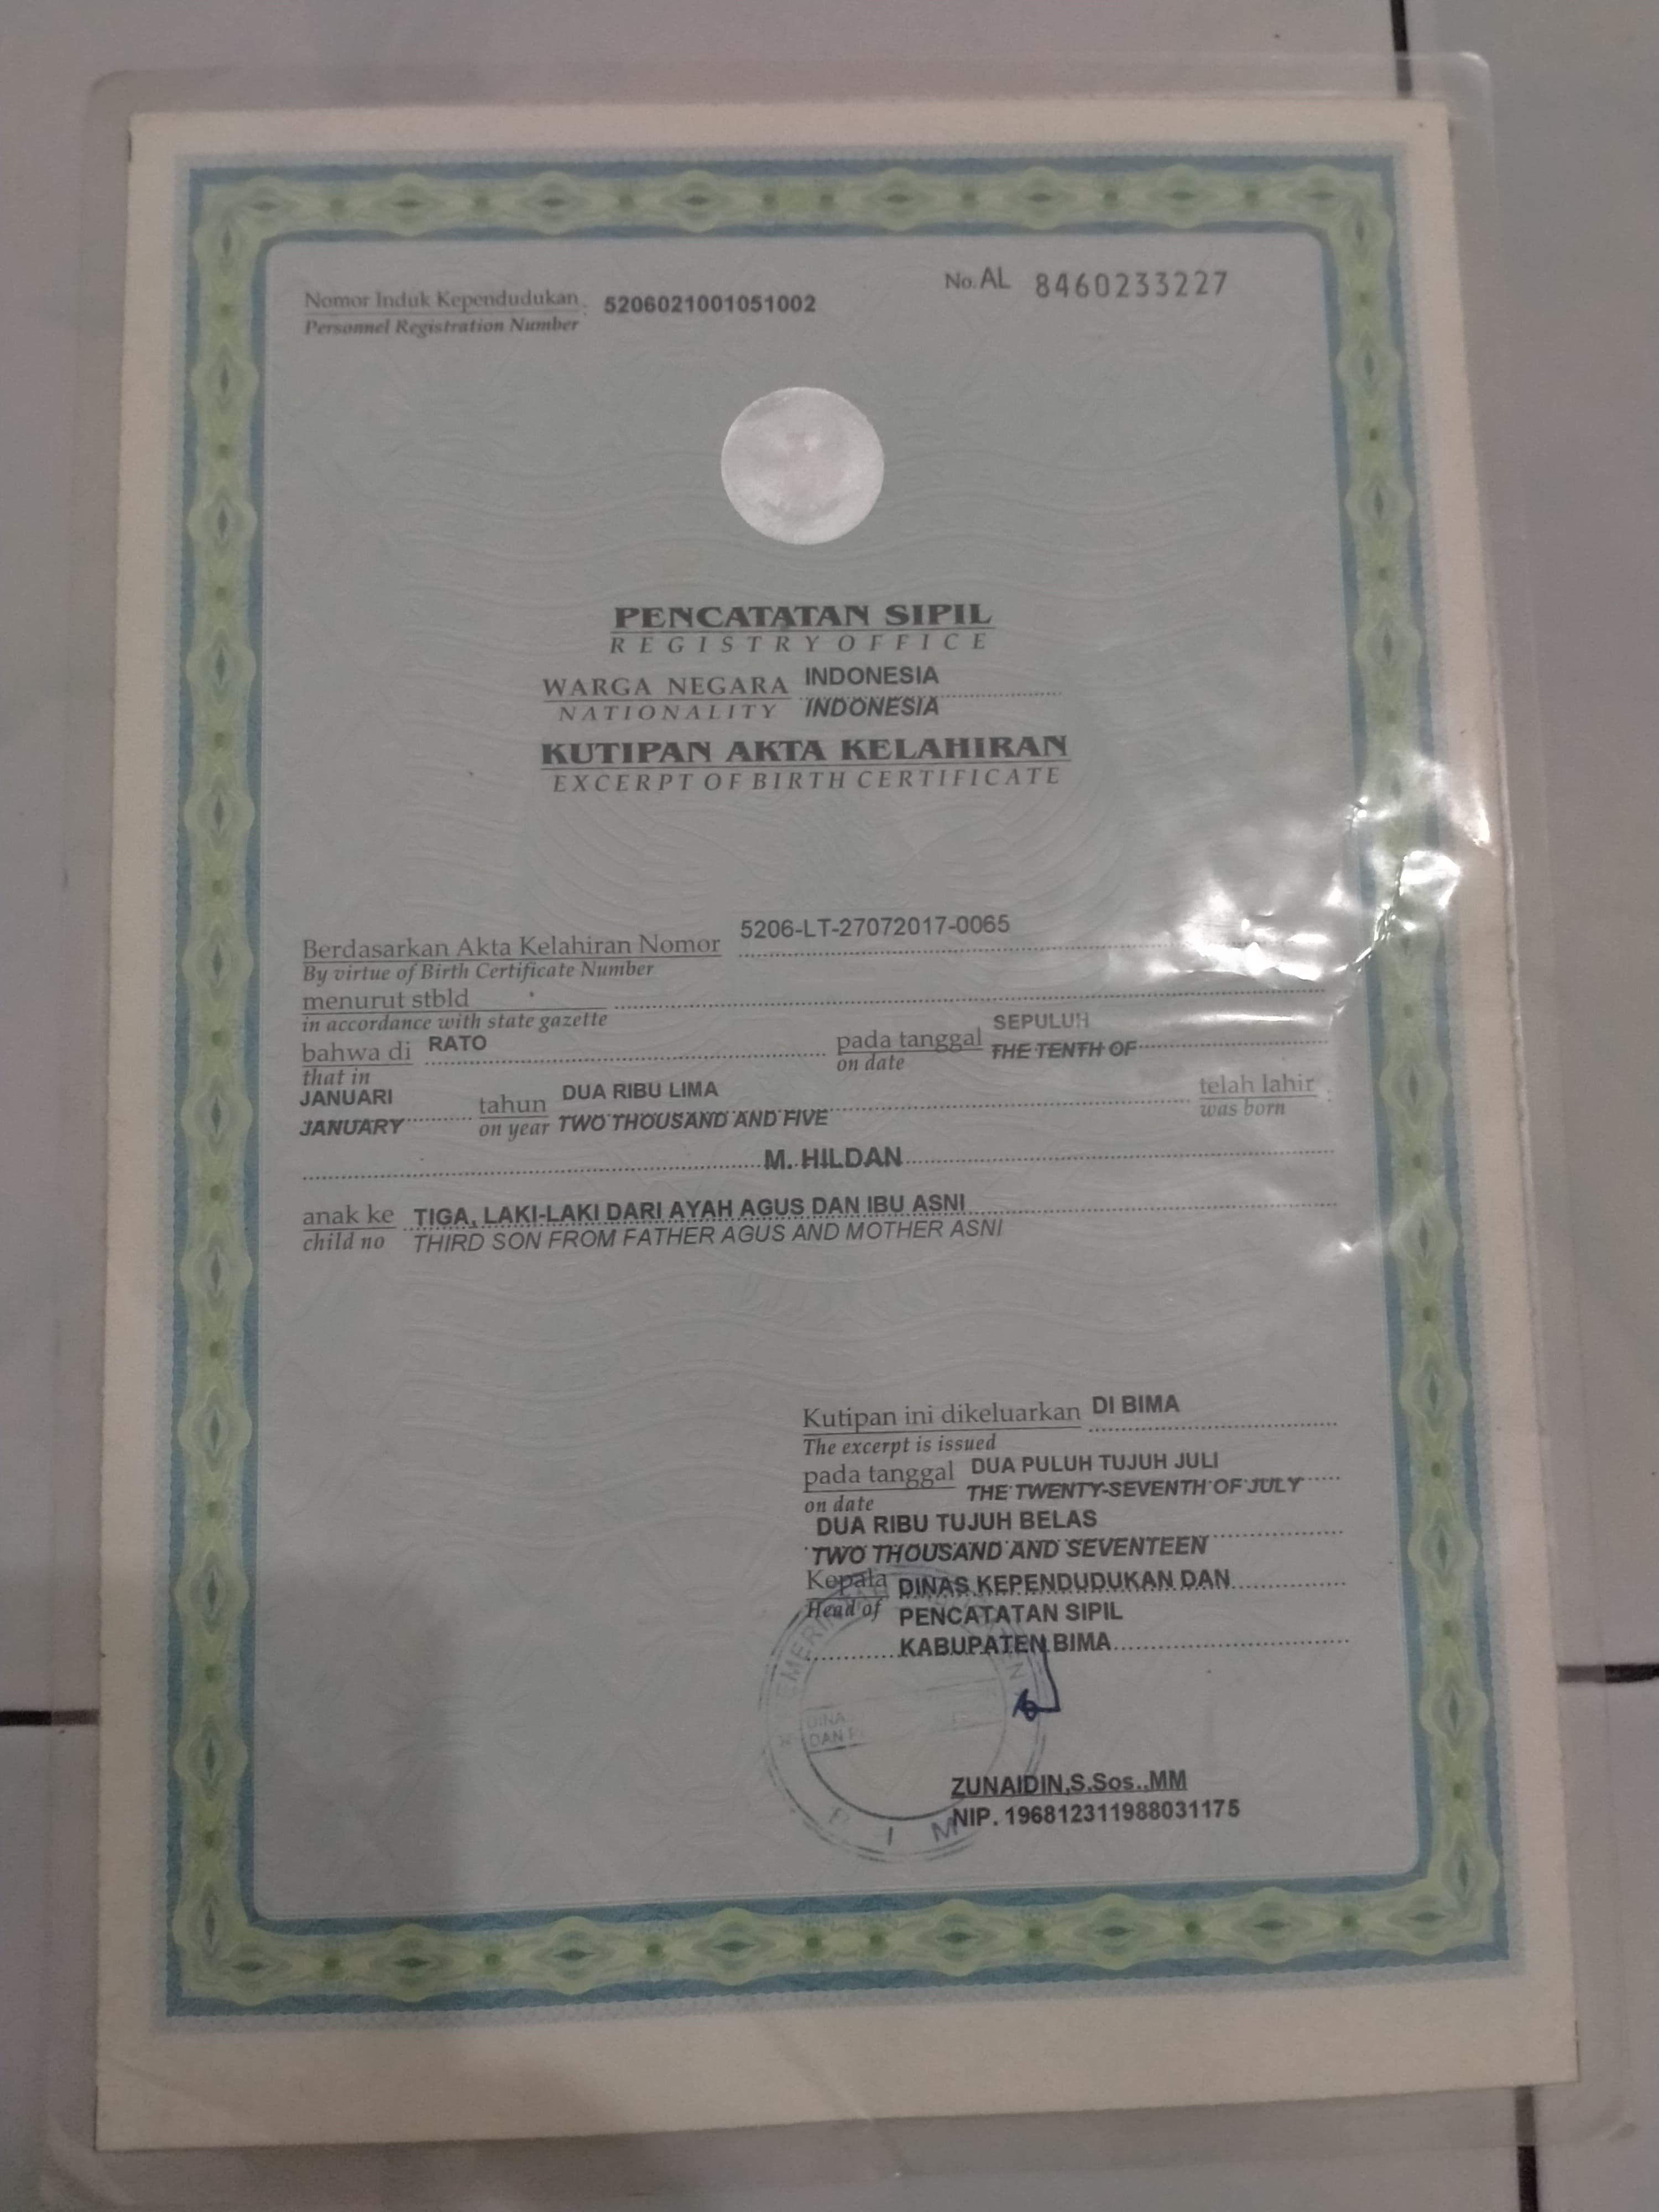 No. AL 8460233227
Nomor Induk Kependudukan : 5206021001051002
Personnel Registration Number
PENCATATAN SIPIL
REGISTRY OFFICE
WARGA NEGARA INDONESIA
NATIONALITY INDONESIA
KUTIPAN AKTA KELAHIRAN
EXCERPT OF BIRTH CERTIFICATE
Berdasarkan Akta Kelahiran Nomor 5206-LT-27072017-0065
By virtue of Birth Certificate Number
menurut stbld
in accordance with state gazette
bahwa di RATO pada tanggal SEPULUH
that in on date THE TENTH OF
JANUARI tahun DUA RIBU LIMA telah lahir :
JANUARY on year TWO THOUSAND AND FIVE was born
M. HILDAN
anak ke TIGA, LAKI-LAKI DARI AYAH AGUS DAN IBU ASNI
child no THIRD SON FROM FATHER AGUS AND MOTHER ASNI
Kutipan ini dikeluarkan DI BIMA
The excerpt is issued
pada tanggal DUA PULUH TUJUH JULI
on date THE TWENTY-SEVENTH OF JULY
DUA RIBU TUJUH BELAS
TWO THOUSAND AND SEVENTEEN
Kepala DINAS KEPENDUDUKAN DAN
Head of PENCATATAN SIPIL
KABUPATEN BIMA
ZUNAIDIN,S.Sos.,MM
NIP. 196812311988031175